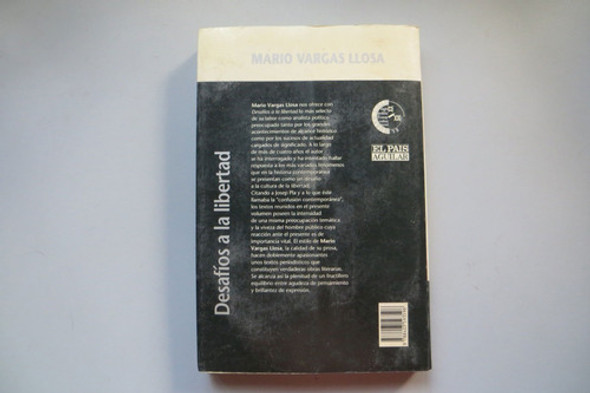 MARIO VARGAS LLOSA
Desafíos a la libertad
Mario Vargas Llosa nos ofrece con
Desafíos a la libertad lo más selecto
de su labor como analista político
preocupado tanto por los grandes
acontecimientos de alcance histórico
como por los sucesos de actualidad
cargados de significado. A lo largo
de más de cuatro años el autor
se ha interrogado y ha intentado hallar
respuesta a los más variados fenómenos
que en la historia contemporánea
se presentan como un desafío
a la cultura de la libertad.
Citando a Josep Pla y a lo que éste
llamaba la "confusión contemporánea",
los textos reunidos en el presente
volumen poseen la intensidad
de una misma preocupación temática
y la viveza del hombre público cuya
reacción ante el presente es de
importancia vital. El estilo de Mario
Vargas Llosa, la calidad de su prosa,
hacen doblemente apasionantes
unos textos periodísticos que
constituyen verdaderas obras literarias.
Se alcanza así la plenitud de un fructífero
equilibrio entre agudeza de pensamiento
y brillantez de expresión.
EL PAIS
AGUILAR